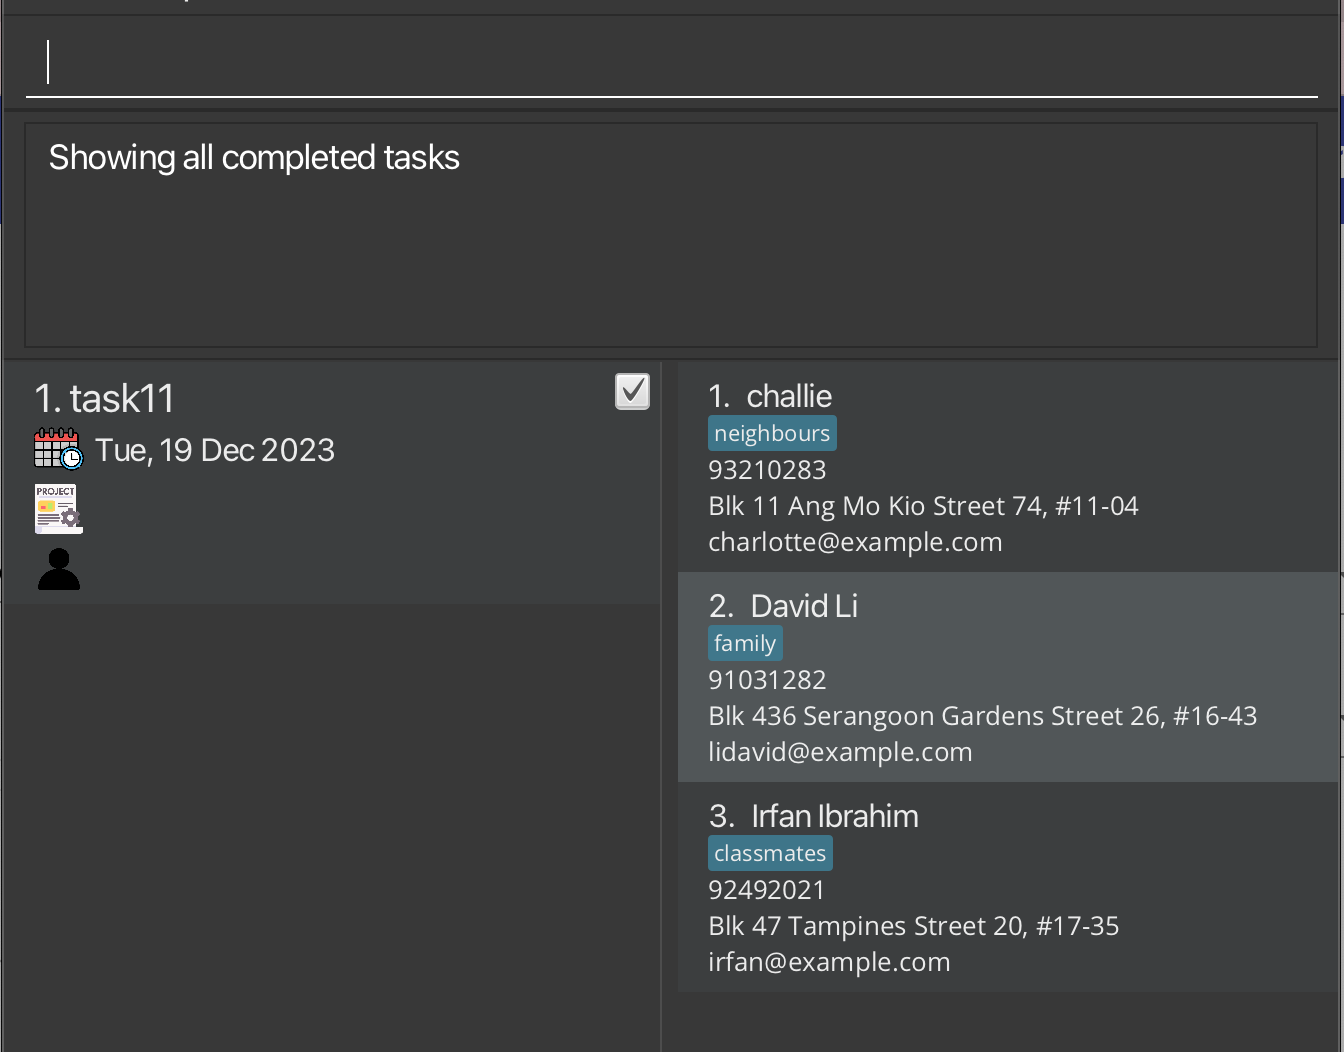 Showing all completed tasks
1. task11
Tue, 19 Dec 2023
PROJECT
1. challie
neighbours
93210283
Blk 11 Ang Mo Kio Street 74, #11-04
charlotte@example.com
2. David Li
family
91031282
Blk 436 Serangoon Gardens Street 26, #16-43
lidavid@example.com
3. Irfan Ibrahim
classmates
92492021
Blk 47 Tampines Street 20, #17-35
irfan@example.com